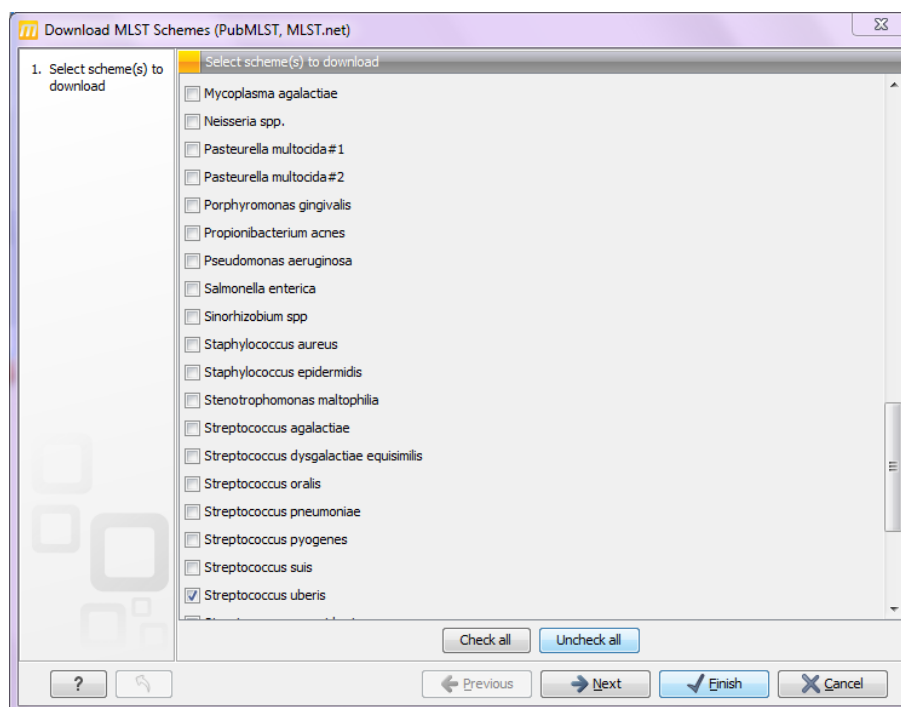 Download MLST Schemes (PubMLST, MLST.net)
1. Select scheme(s) to
download
Select scheme(s) to download
Mycoplasma agalactiae
Neisseria spp.
Pasteurella multocida#1
Pasteurella multocida#2
Porphyromonas gingivalis
Propionibacterium acnes
Pseudomonas aeruginosa
Salmonella enterica
Sinorhizobium spp
Staphylococcus aureus
Staphylococcus epidermidis
Stenotrophomonas maltophilia
Streptococcus agalactiae
Streptococcus dysgalactiae equisimilis
Streptococcus oralis
Streptococcus pneumoniae
Streptococcus pyogenes
Streptococcus suis
Streptococcus uberis
Check all Uncheck all
? Previous Next Finish Cancel